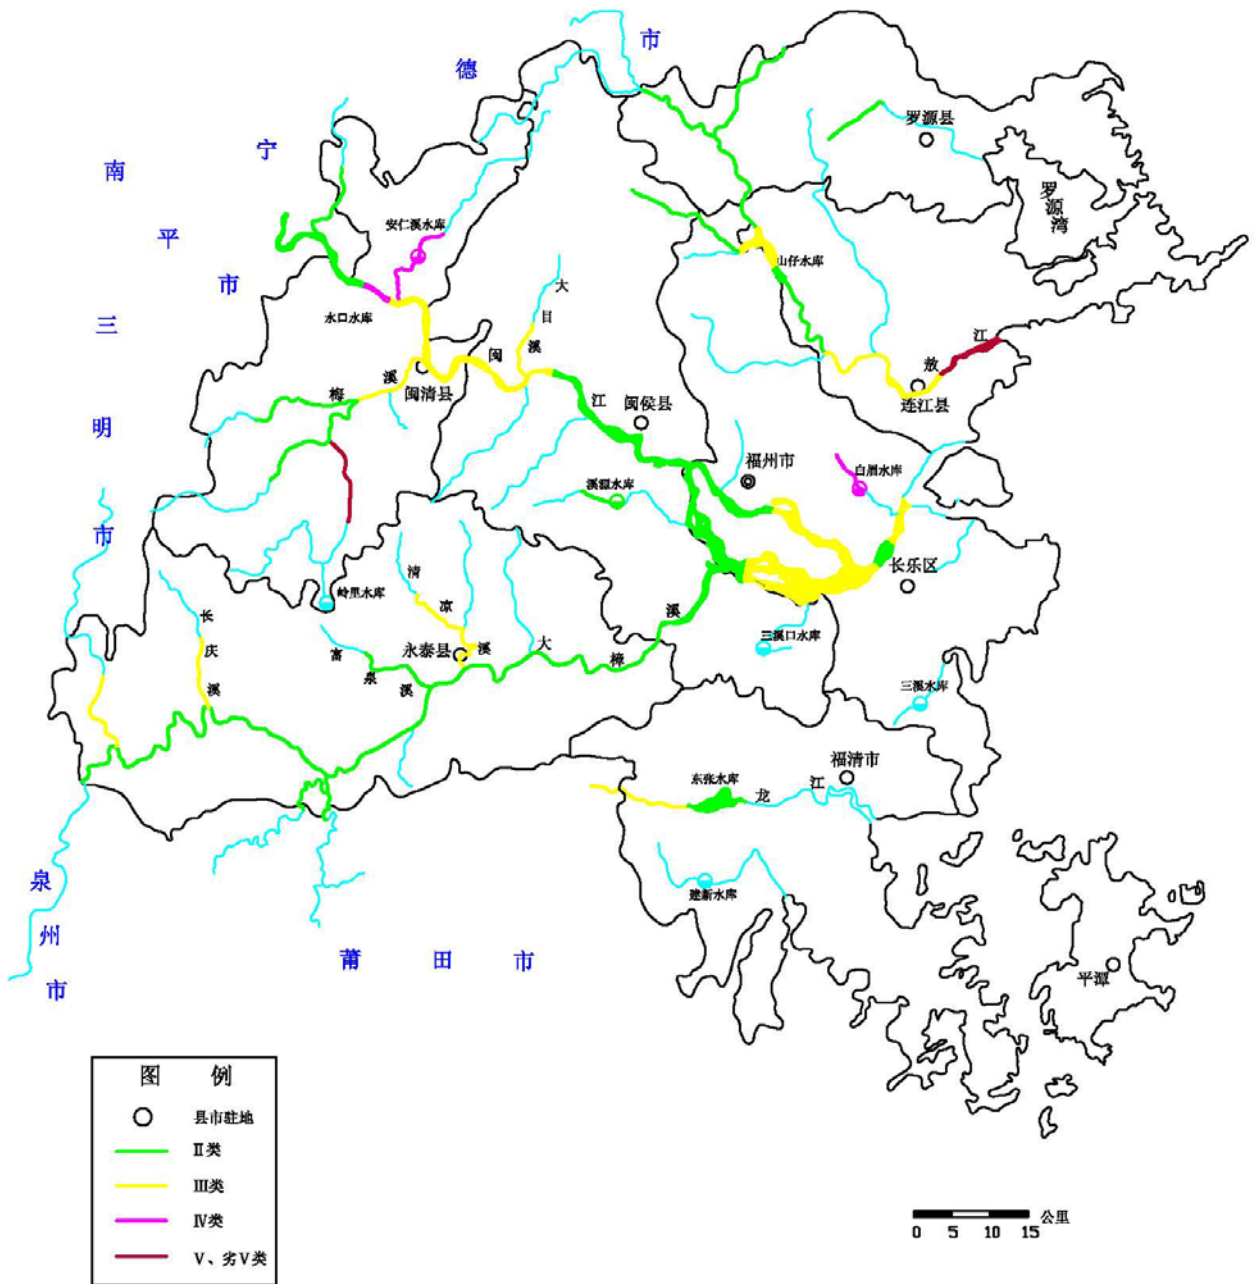 宁德市
南平市
三明市
泉州市
莆田市
罗源县
罗源湾
安仁溪水库
山仔水库
水口水库
大目溪
闽江
敖江
连江县
梅溪
闽清县
闽侯县
福州市
白眉水库
溪源水库
长乐区
岭里水库
清凉溪
长庆溪
富泉溪
永泰县
大樟溪
三溪口水库
三溪水库
福清市
东张水库
龙江
建新水库
平潭
图例
县市驻地
Ⅱ类
Ⅲ类
Ⅳ类
Ⅴ、劣Ⅴ类
0 5 10 15 公里